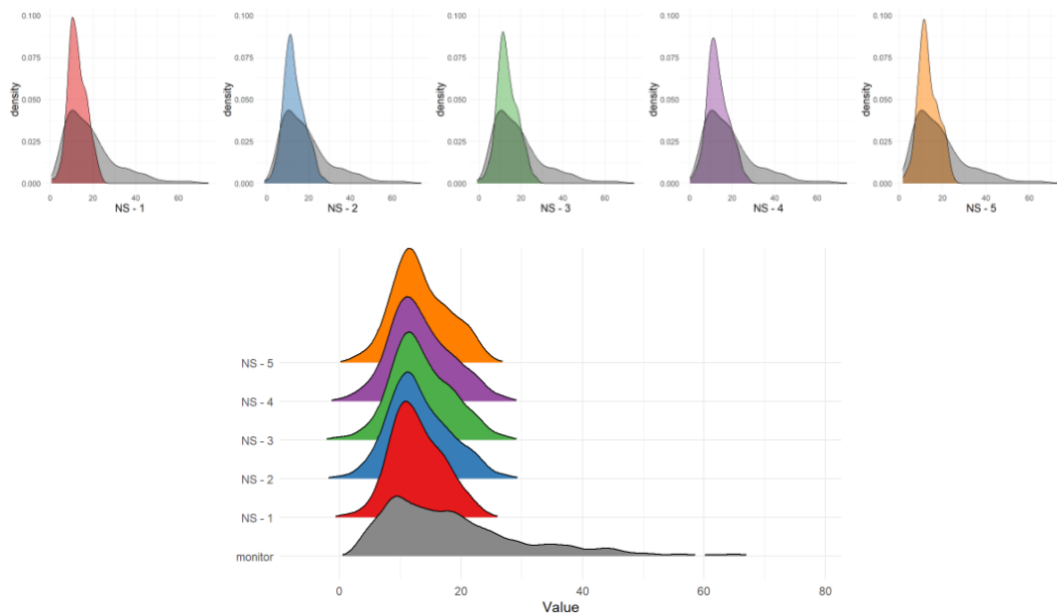 0.100 0.100 0.100 0.100 0.100
0.075 0.075 0.075 0.075 0.075
density density density density density
0.050 0.050 0.050 0.050 0.050
0.025 0.025 0.025 0.025 0.025
0.000 0.000 0.000 0.000 0.000
0 20 40 60 0 20 40 60 0 20 40 60 0 20 40 60 0 20 40 60
NS - 1 NS - 2 NS - 3 NS - 4 NS - 5
NS - 5
NS - 4
NS - 3
NS - 2
NS - 1
monitor
0 20 40 60 80
Value